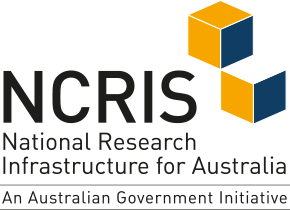 NCRIS
National Research
Infrastructure for Australia
An Australian Government Initiative